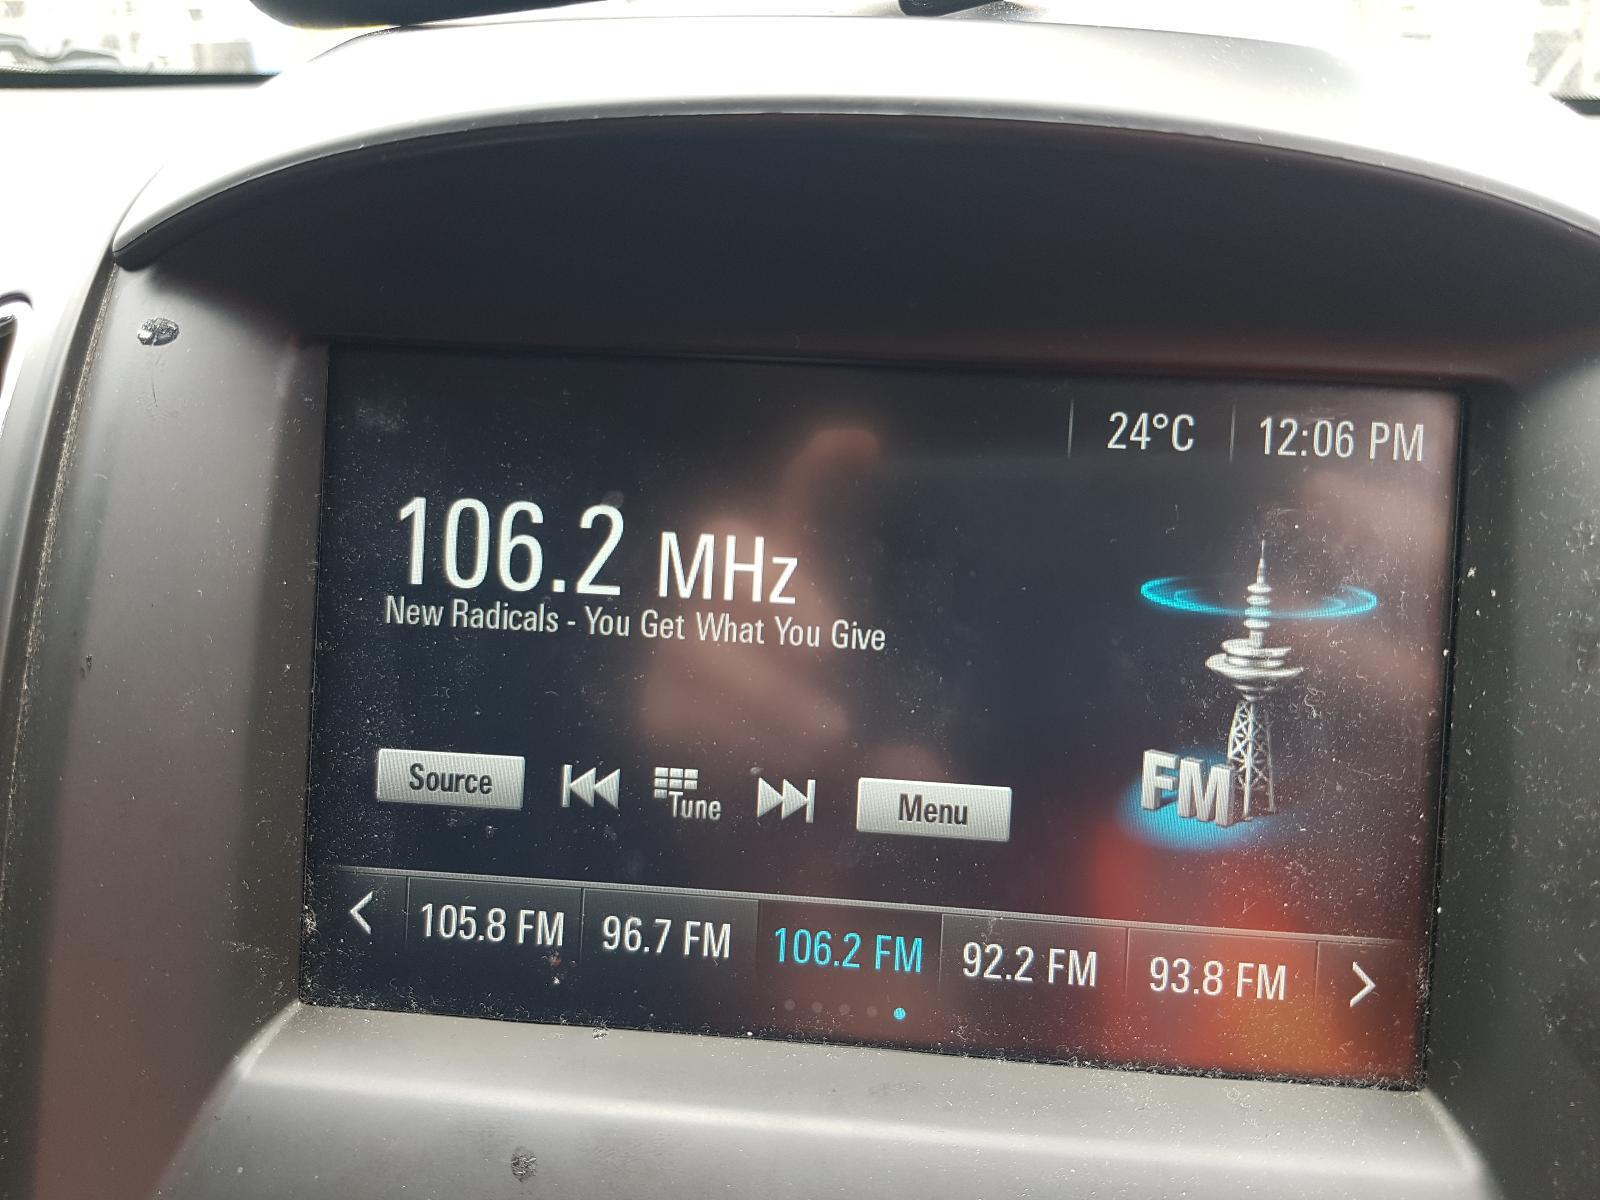 24°C 12:06 PM
106.2 MHz
New Radicals - You Get What You Give
Source Tune Menu
FM
105.8 FM 96.7 FM 106.2 FM 92.2 FM 93.8 FM